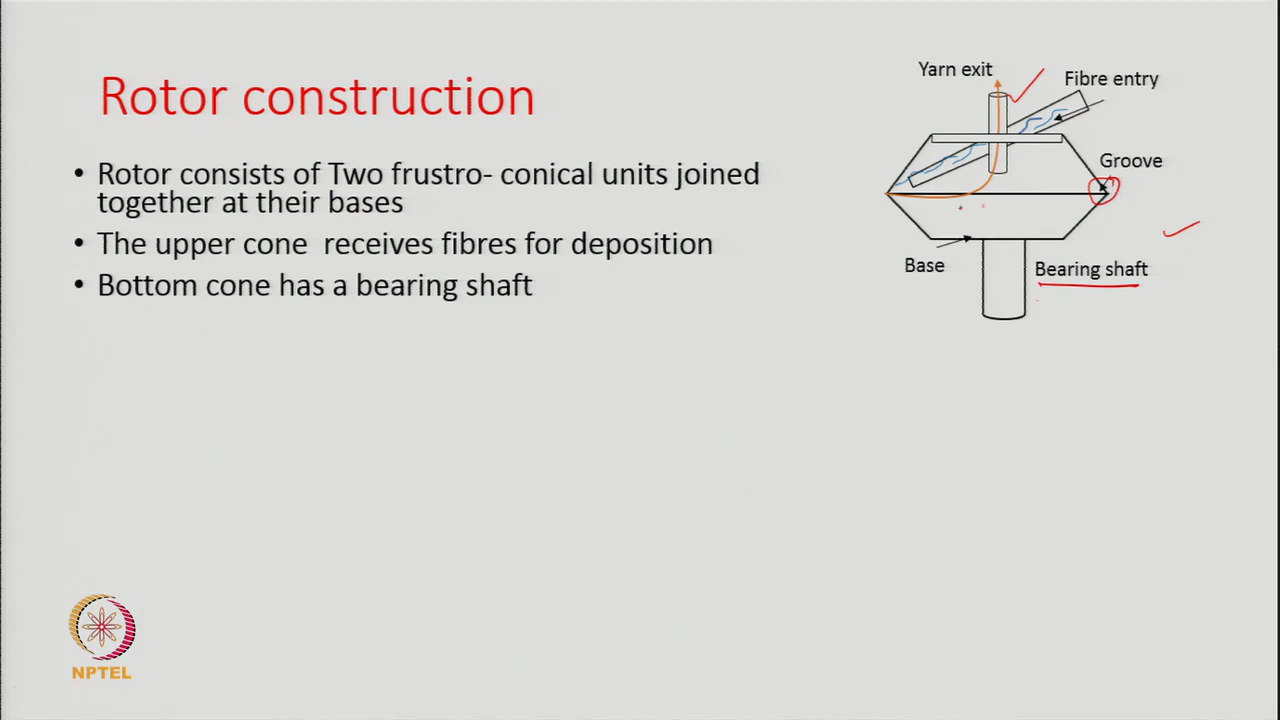 Rotor construction
• Rotor consists of Two frustro- conical units joined
together at their bases
• The upper cone receives fibres for deposition
• Bottom cone has a bearing shaft
Yarn exit
Fibre entry
Groove
Base
Bearing shaft
NPTEL